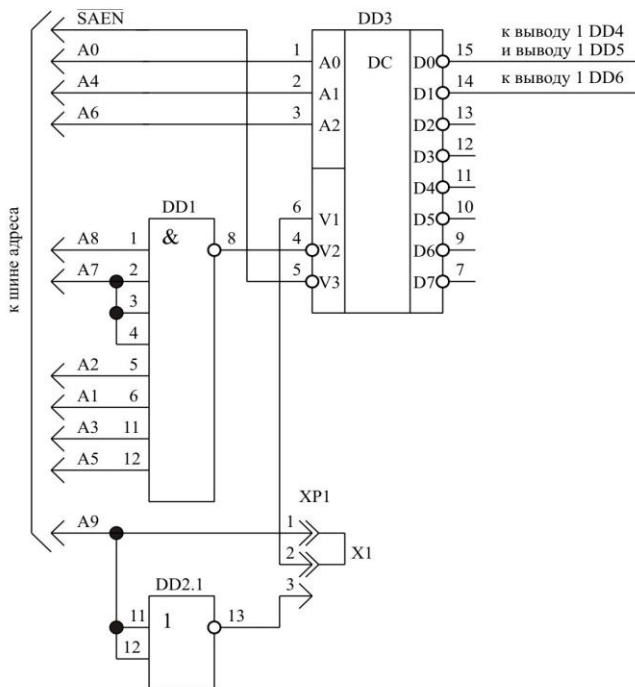 SAEN DD3
к выводу 1 DD4
A0 1 A0 DC D0 15 и выводу 1 DD5
A4 2 A1 D1 14 к выводу 1 DD6
A6 3 A2 D2 13
D3 12
D4 11
DD1 6 V1 D5 10
A8 1 & 8 4 V2 D6 9
A7 2 5 V3 D7 7
3
4
A2 5
A1 6
A3 11
A5 12
к шине адреса
XP1
A9 1
2 X1
DD2.1 3
11 1 13
12